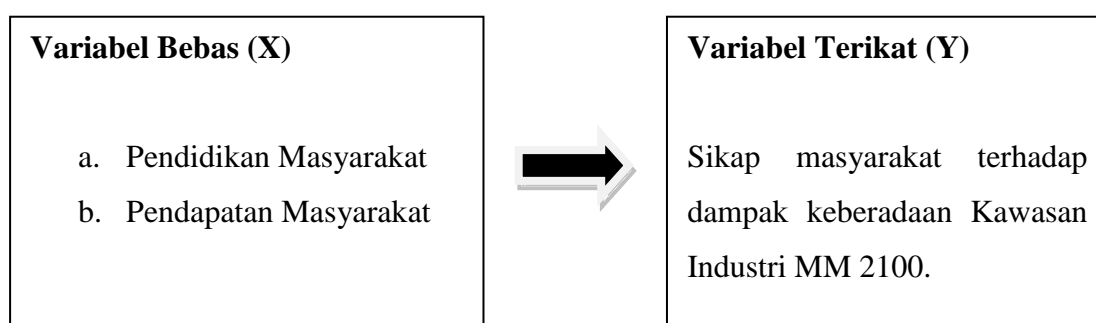 Variabel Bebas (X)
a. Pendidikan Masyarakat
b. Pendapatan Masyarakat
Variabel Terikat (Y)
Sikap masyarakat terhadap
dampak keberadaan Kawasan
Industri MM 2100.